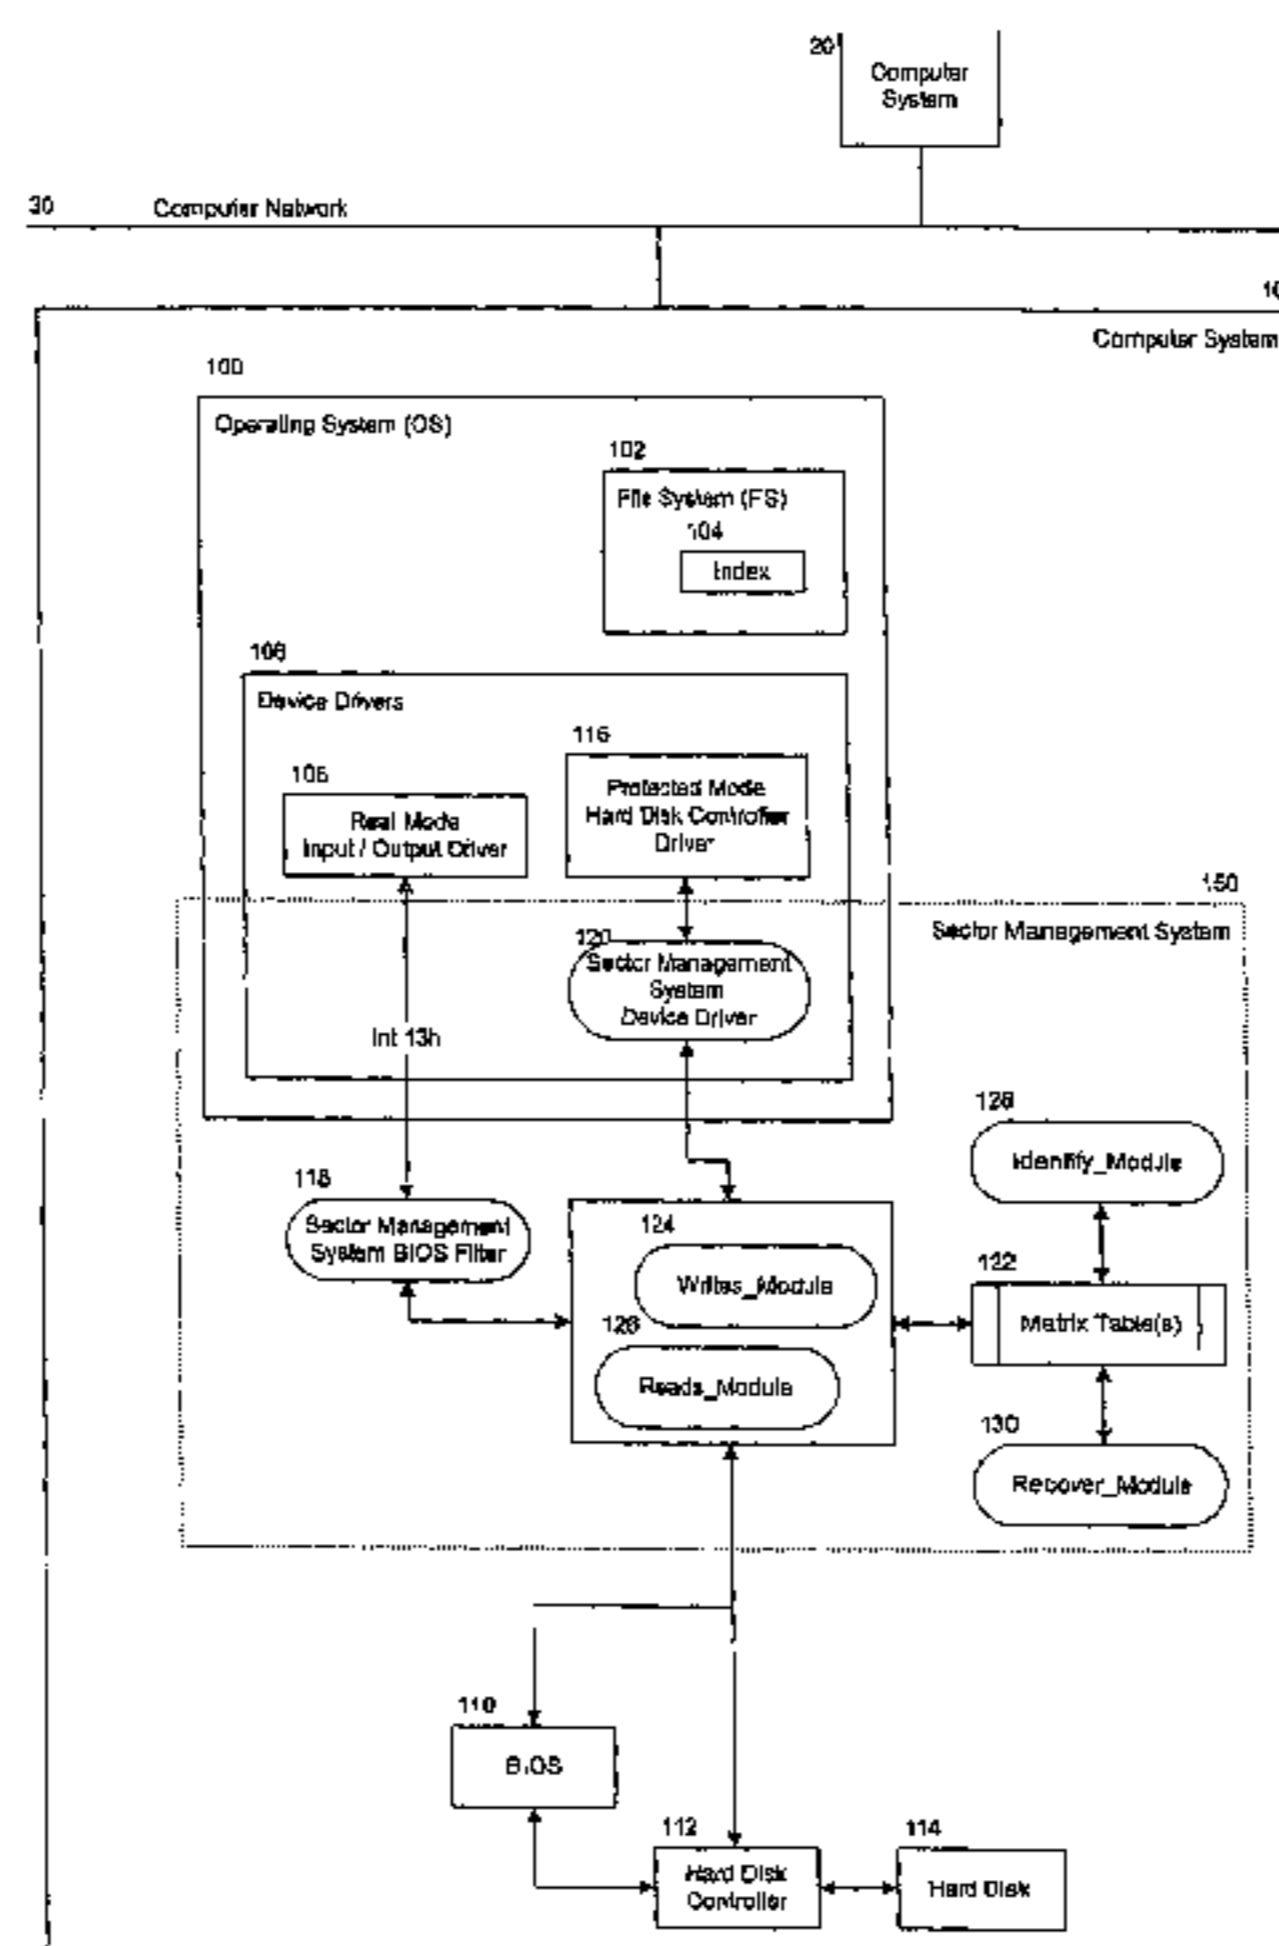 20
Computer
System
30
Computer Network
10
Computer System
100
Operating System (OS)
102
File System (FS)
104
Index
106
Device Drivers
116
Protected Mode
Hard Disk Controller
Driver
Real Mode
Input / Output Driver
150
Sector Management System
120
Sector Management
System
Device Driver
Int 13h
Identify_Module
118
Sector Management
System BIOS Filter
124
Writes_Module
122
Matrix Table(s)
126
Reads_Module
130
Recover_Module
110
BIOS
112
Hard Disk
Controller
114
Hard Disk